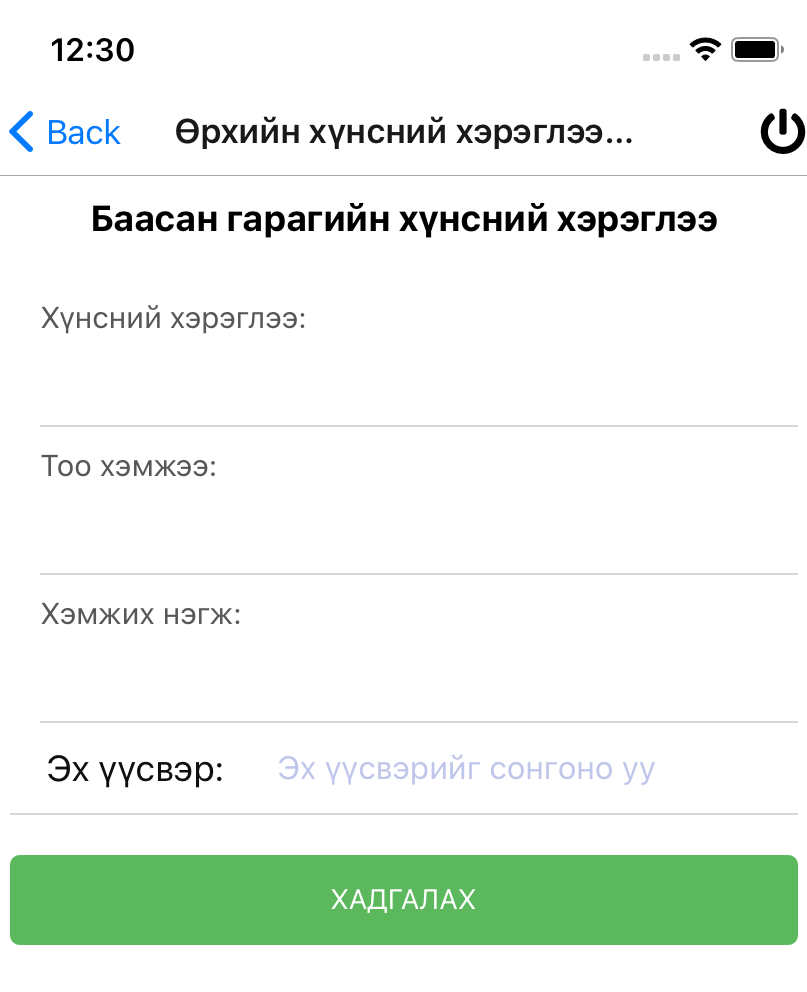 12:30
Back Өрхийн хүнсний хэрэглээ...
Баасан гарагийн хүнсний хэрэглээ
Хүнсний хэрэглээ:
Тоо хэмжээ:
Хэмжих нэгж:
Эх үүсвэр: Эх үүсвэрийг сонгоно уу
ХАДГАЛАХ